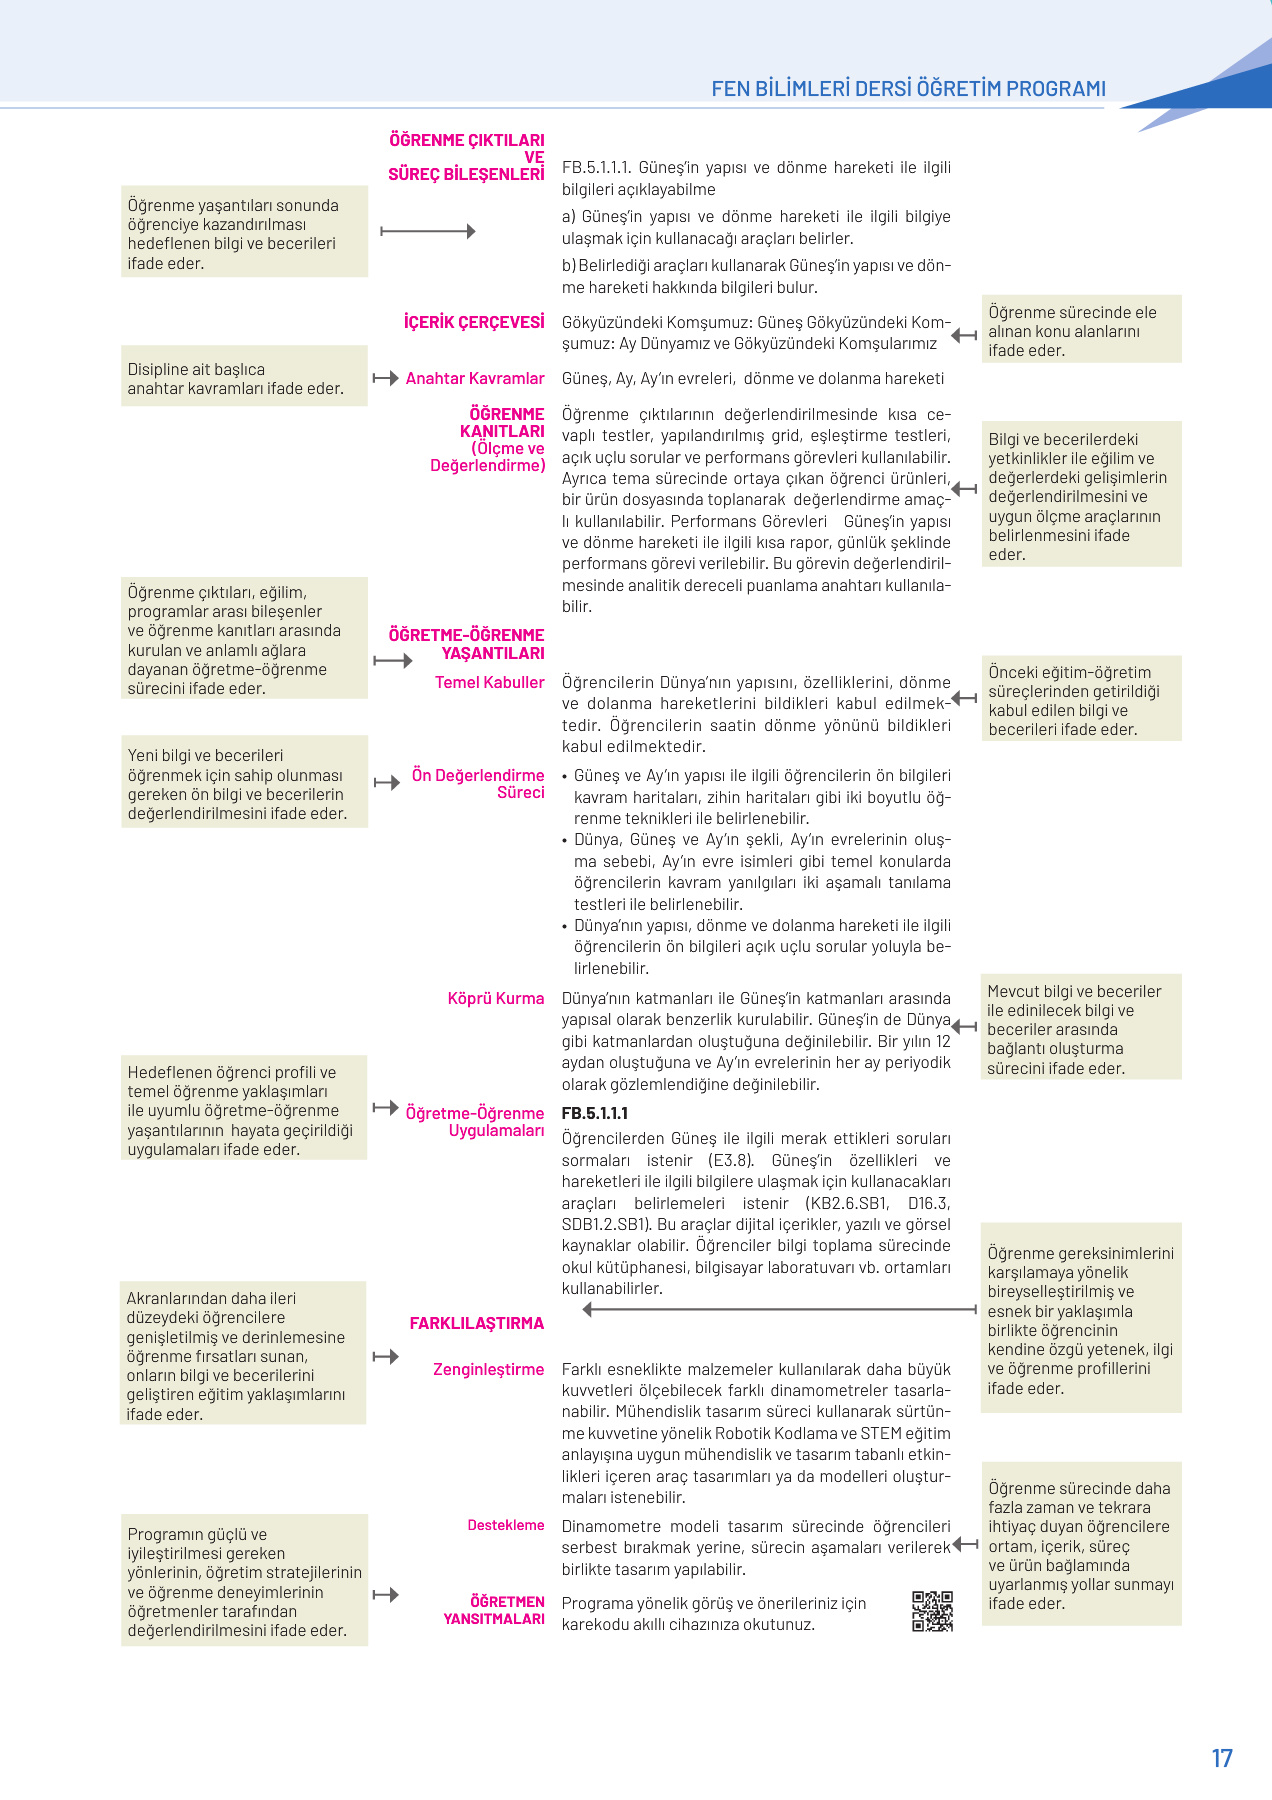 FEN BİLİMLERİ DERSİ ÖĞRETİM PROGRAMI
ÖĞRENME ÇIKTILARI
VE
SÜREÇ BİLEŞENLERİ
FB.5.1.1.1. Güneş’in yapısı ve dönme hareketi ile ilgili
bilgileri açıklayabilme
a) Güneş’in yapısı ve dönme hareketi ile ilgili bilgiye
ulaşmak için kullanacağı araçları belirler.
b) Belirlediği araçları kullanarak Güneş’in yapısı ve dön-
me hareketi hakkında bilgileri bulur.
Öğrenme yaşantıları sonunda
öğrenciye kazandırılması
hedeflenen bilgi ve becerileri
ifade eder.
İÇERİK ÇERÇEVESİ
Gökyüzündeki Komşumuz: Güneş Gökyüzündeki Kom-
şumuz: Ay Dünyamız ve Gökyüzündeki Komşularımız
Öğrenme sürecinde ele
alınan konu alanlarını
ifade eder.
Disipline ait başlıca
anahtar kavramları ifade eder.
Anahtar Kavramlar
Güneş, Ay, Ay’ın evreleri,  dönme ve dolanma hareketi
ÖĞRENME
KANITLARI
(Ölçme ve
Değerlendirme)
Öğrenme çıktılarının değerlendirilmesinde kısa ce-
vaplı testler, yapılandırılmış grid, eşleştirme testleri,
açık uçlu sorular ve performans görevleri kullanılabilir.
Ayrıca tema sürecinde ortaya çıkan öğrenci ürünleri,
bir ürün dosyasında toplanarak  değerlendirme amaç-
lı kullanılabilir. Performans Görevleri   Güneş’in yapısı
ve dönme hareketi ile ilgili kısa rapor, günlük şeklinde
performans görevi verilebilir. Bu görevin değerlendiril-
mesinde analitik dereceli puanlama anahtarı kullanıla-
bilir.
Bilgi ve becerilerdeki
yetkinlikler ile eğilim ve
değerlerdeki gelişimlerin
değerlendirilmesini ve
uygun ölçme araçlarının
belirlenmesini ifade
eder.
Öğrenme çıktıları, eğilim,
programlar arası bileşenler
ve öğrenme kanıtları arasında
kurulan ve anlamlı ağlara
dayanan öğretme-öğrenme
sürecini ifade eder.
ÖĞRETME-ÖĞRENME
YAŞANTILARI
Temel Kabuller
Öğrencilerin Dünya’nın yapısını, özelliklerini, dönme
ve dolanma hareketlerini bildikleri kabul edilmek-
tedir. Öğrencilerin saatin dönme yönünü bildikleri
kabul edilmektedir.
Önceki eğitim-öğretim
süreçlerinden getirildiği
kabul edilen bilgi ve
becerileri ifade eder.
Yeni bilgi ve becerileri
öğrenmek için sahip olunması
gereken ön bilgi ve becerilerin
değerlendirilmesini ifade eder.
Ön Değerlendirme
Süreci
• Güneş ve Ay’ın yapısı ile ilgili öğrencilerin ön bilgileri
kavram haritaları, zihin haritaları gibi iki boyutlu öğ-
renme teknikleri ile belirlenebilir.
• Dünya, Güneş ve Ay’ın şekli, Ay’ın evrelerinin oluş-
ma sebebi, Ay’ın evre isimleri gibi temel konularda
öğrencilerin kavram yanılgıları iki aşamalı tanılama
testleri ile belirlenebilir.
• Dünya’nın yapısı, dönme ve dolanma hareketi ile ilgili
öğrencilerin ön bilgileri açık uçlu sorular yoluyla be-
lirlenebilir.
Köprü Kurma
Dünya’nın katmanları ile Güneş’in katmanları arasında
yapısal olarak benzerlik kurulabilir. Güneş’in de Dünya
gibi katmanlardan oluştuğuna değinilebilir. Bir yılın 12
aydan oluştuğuna ve Ay’ın evrelerinin her ay periyodik
olarak gözlemlendiğine değinilebilir.
Mevcut bilgi ve beceriler
ile edinilecek bilgi ve
beceriler arasında
bağlantı oluşturma
sürecini ifade eder.
Hedeflenen öğrenci profili ve
temel öğrenme yaklaşımları
ile uyumlu öğretme-öğrenme
yaşantılarının  hayata geçirildiği
uygulamaları ifade eder.
Öğretme-Öğrenme
Uygulamaları
FB.5.1.1.1
Öğrencilerden Güneş ile ilgili merak ettikleri soruları
sormaları istenir (E3.8). Güneş’in özellikleri ve
hareketleri ile ilgili bilgilere ulaşmak için kullanacakları
araçları belirlemeleri istenir (KB2.6.SB1, D16.3,
SDB1.2.SB1). Bu araçlar dijital içerikler, yazılı ve görsel
kaynaklar olabilir. Öğrenciler bilgi toplama sürecinde
okul kütüphanesi, bilgisayar laboratuvarı vb. ortamları
kullanabilirler.
Öğrenme gereksinimlerini
karşılamaya yönelik
bireyselleştirilmiş ve
esnek bir yaklaşımla
birlikte öğrencinin
kendine özgü yetenek, ilgi
ve öğrenme profillerini
ifade eder.
FARKLILAŞTIRMA
Akranlarından daha ileri
düzeydeki öğrencilere
genişletilmiş ve derinlemesine
öğrenme fırsatları sunan,
onların bilgi ve becerilerini
geliştiren eğitim yaklaşımlarını
ifade eder.
Zenginleştirme
Farklı esneklikte malzemeler kullanılarak daha büyük
kuvvetleri ölçebilecek farklı dinamometreler tasarla-
nabilir. Mühendislik tasarım süreci kullanarak sürtün-
me kuvvetine yönelik Robotik Kodlama ve STEM eğitim
anlayışına uygun mühendislik ve tasarım tabanlı etkin-
likleri içeren araç tasarımları ya da modelleri oluştur-
maları istenebilir.
Destekleme
Dinamometre modeli tasarım sürecinde öğrencileri
serbest bırakmak yerine, sürecin aşamaları verilerek
birlikte tasarım yapılabilir.
Öğrenme sürecinde daha
fazla zaman ve tekrara
ihtiyaç duyan öğrencilere
ortam, içerik, süreç
ve ürün bağlamında
uyarlanmış yollar sunmayı
ifade eder.
Programın güçlü ve
iyileştirilmesi gereken
yönlerinin, öğretim stratejilerinin
ve öğrenme deneyimlerinin
öğretmenler tarafından
değerlendirilmesini ifade eder.
ÖĞRETMEN
YANSITMALARI
Programa yönelik görüş ve önerileriniz için
karekodu akıllı cihazınıza okutunuz.
17